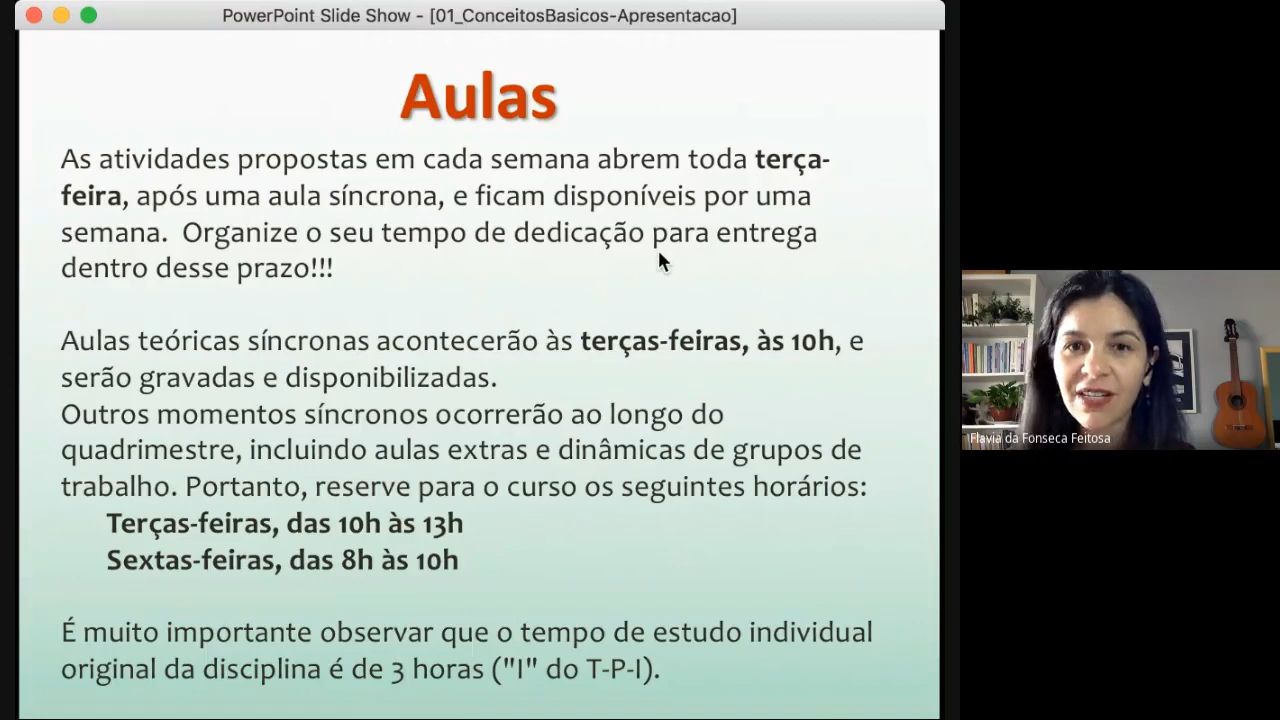 PowerPoint Slide Show - [01_ConceitosBasicos-Apresentacao]
Aulas
As atividades propostas em cada semana abrem toda terça-
feira, após uma aula síncrona, e ficam disponíveis por uma
semana.  Organize o seu tempo de dedicação para entrega
dentro desse prazo!!!
Aulas teóricas síncronas acontecerão às terças-feiras, às 10h, e
serão gravadas e disponibilizadas.
Outros momentos síncronos ocorrerão ao longo do
quadrimestre, incluindo aulas extras e dinâmicas de grupos de
trabalho. Portanto, reserve para o curso os seguintes horários:
Terças-feiras, das 10h às 13h
Sextas-feiras, das 8h às 10h
É muito importante observar que o tempo de estudo individual
original da disciplina é de 3 horas ("I" do T-P-I).
Flavia da Fonseca Feitosa